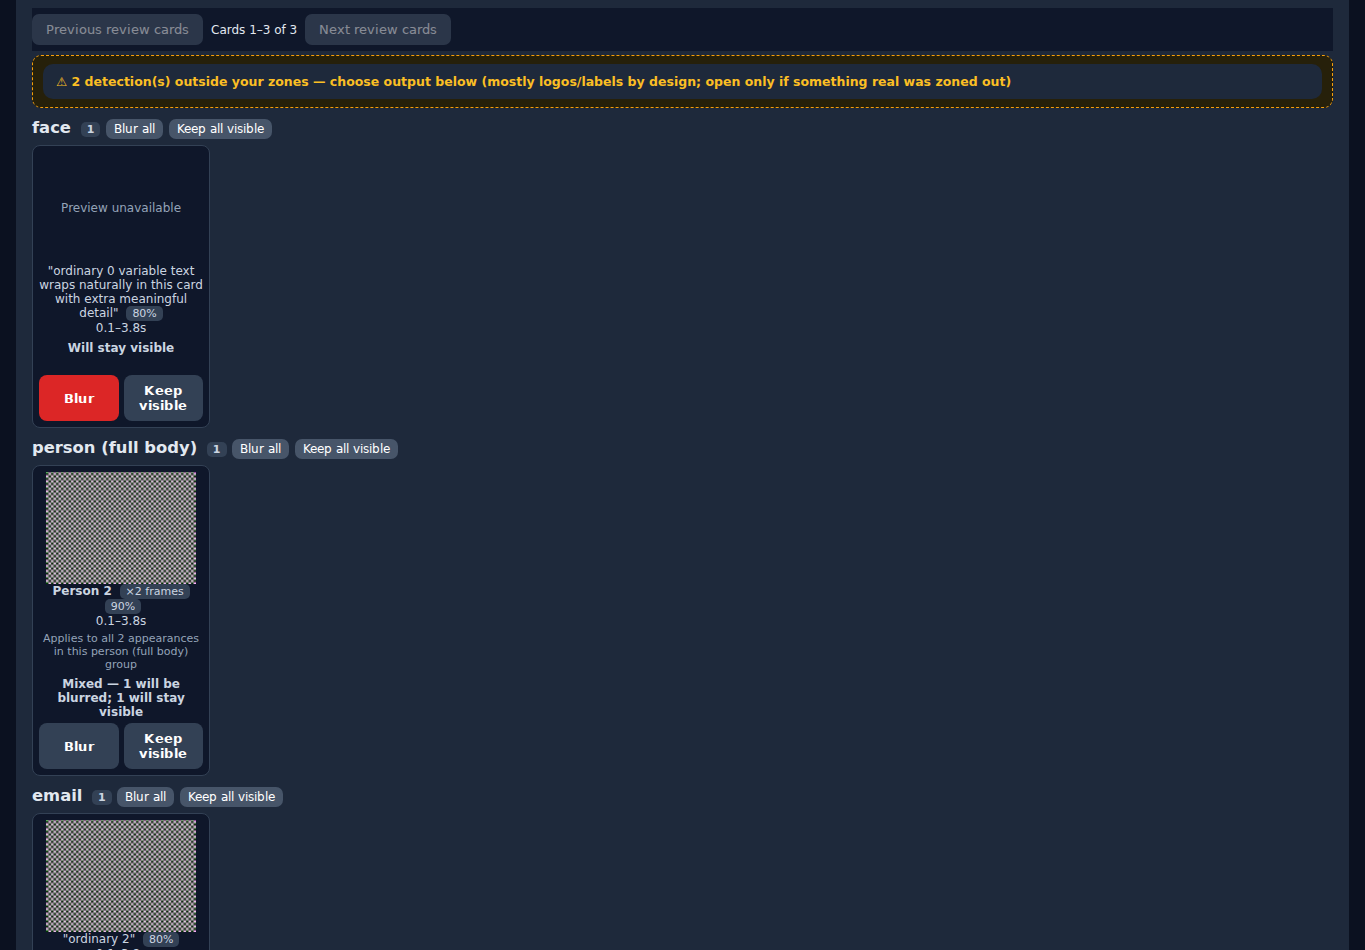 Previous review cards Cards 1–3 of 3 Next review cards
⚠ 2 detection(s) outside your zones — choose output below (mostly logos/labels by design; open only if something real was zoned out)
face 1 Blur all Keep all visible
Preview unavailable
"ordinary 0 variable text
wraps naturally in this card
with extra meaningful
detail" 80%
0.1–3.8s
Will stay visible
Blur Keep visible
person (full body) 1 Blur all Keep all visible
Person 2 ×2 frames
90%
0.1–3.8s
Applies to all 2 appearances
in this person (full body)
group
Mixed — 1 will be
blurred; 1 will stay
visible
Blur Keep visible
email 1 Blur all Keep all visible
"ordinary 2" 80%